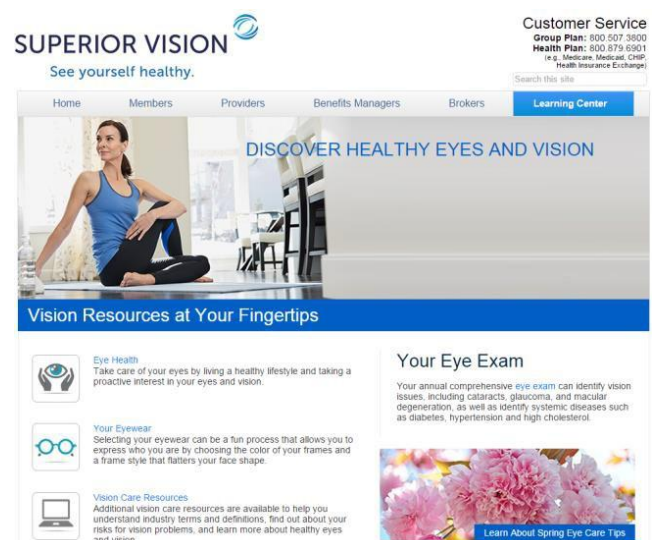 SUPERIOR VISION
See yourself healthy.
Customer Service
Group Plan: 800.507.3800
Health Plan: 800.879.6901
(e.g., Medicare, Medicaid, CHIP,
Health Insurance Exchange)
Search this site
Home Members Providers Benefits Managers Brokers Learning Center
DISCOVER HEALTHY EYES AND VISION
Vision Resources at Your Fingertips
Eye Health
Take care of your eyes by living a healthy lifestyle and taking a
proactive interest in your eyes and vision.
Your Eyewear
Selecting your eyewear can be a fun process that allows you to
express who you are by choosing the color of your frames and
a frame style that flatters your face shape.
Vision Care Resources
Additional vision care resources are available to help you
understand industry terms and definitions, find out about your
risks for vision problems, and learn more about healthy eyes
and vision.
Your Eye Exam
Your annual comprehensive eye exam can identify vision
issues, including cataracts, glaucoma, and macular
degeneration, as well as identify systemic diseases such
as diabetes, hypertension and high cholesterol.
Learn About Spring Eye Care Tips